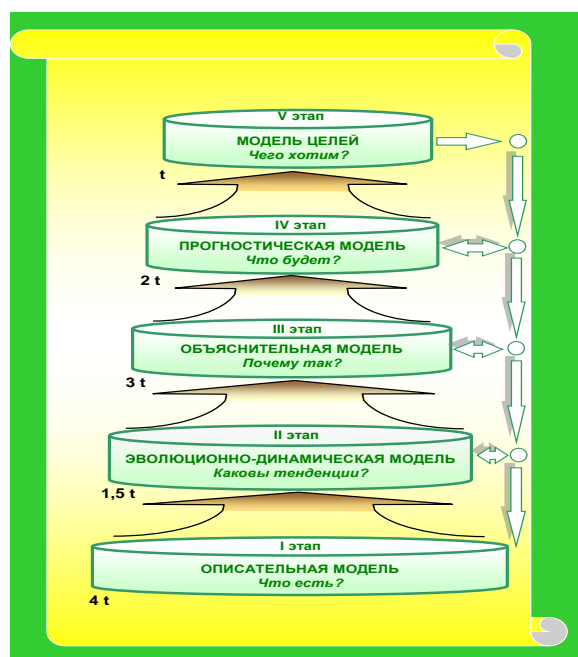 V этап
МОДЕЛЬ ЦЕЛЕЙ
Чего хотим?
t
IV этап
ПРОГНОСТИЧЕСКАЯ МОДЕЛЬ
Что будет?
2 t
III этап
ОБЪЯСНИТЕЛЬНАЯ МОДЕЛЬ
Почему так?
3 t
II этап
ЭВОЛЮЦИОННО-ДИНАМИЧЕСКАЯ МОДЕЛЬ
Каковы тенденции?
1,5 t
I этап
ОПИСАТЕЛЬНАЯ МОДЕЛЬ
Что есть?
4 t